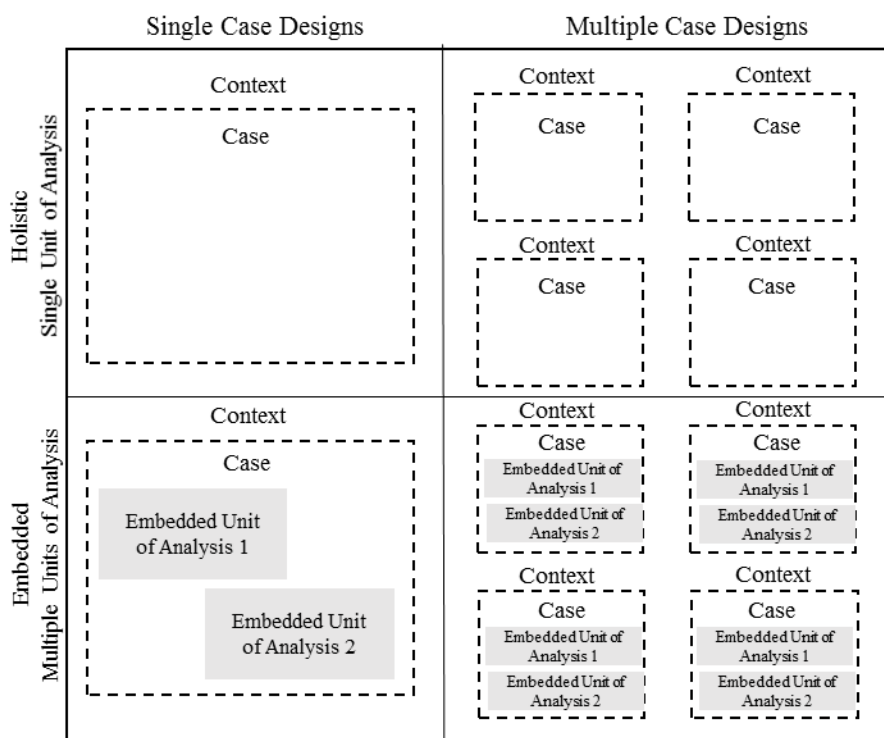 Single Case Designs
Multiple Case Designs
Holistic
Single Unit of Analysis
Context
Case
Context
Case
Context
Case
Context
Case
Context
Case
Embedded
Multiple Units of Analysis
Context
Case
Embedded Unit
of Analysis 1
Embedded Unit
of Analysis 2
Context
Case
Embedded Unit of
Analysis 1
Embedded Unit of
Analysis 2
Context
Case
Embedded Unit of
Analysis 1
Embedded Unit of
Analysis 2
Context
Case
Embedded Unit of
Analysis 1
Embedded Unit of
Analysis 2
Context
Case
Embedded Unit of
Analysis 1
Embedded Unit of
Analysis 2